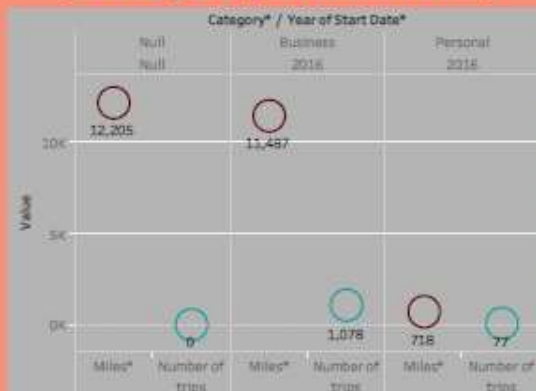 Category* / Year of Start Date*
Null Business Personal
Null 2016 2016
12,205
11,487
10K
Value
5K
0K
0
1,078
718
77
Miles* Number of trips Miles* Number of trips Miles* Number of trips